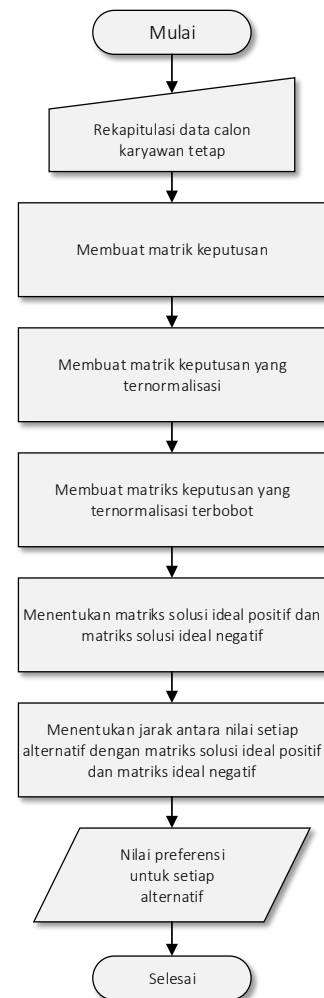 Mulai
Rekapitulasi data calon
karyawan tetap
Membuat matrik keputusan
Membuat matrik keputusan yang
ternormalisasi
Membuat matriks keputusan yang
ternormalisasi terbobot
Menentukan matriks solusi ideal positif dan
matriks solusi ideal negatif
Menentukan jarak antara nilai setiap
alternatif dengan matriks solusi ideal positif
dan matriks ideal negatif
Nilai preferensi
untuk setiap
alternatif
Selesai